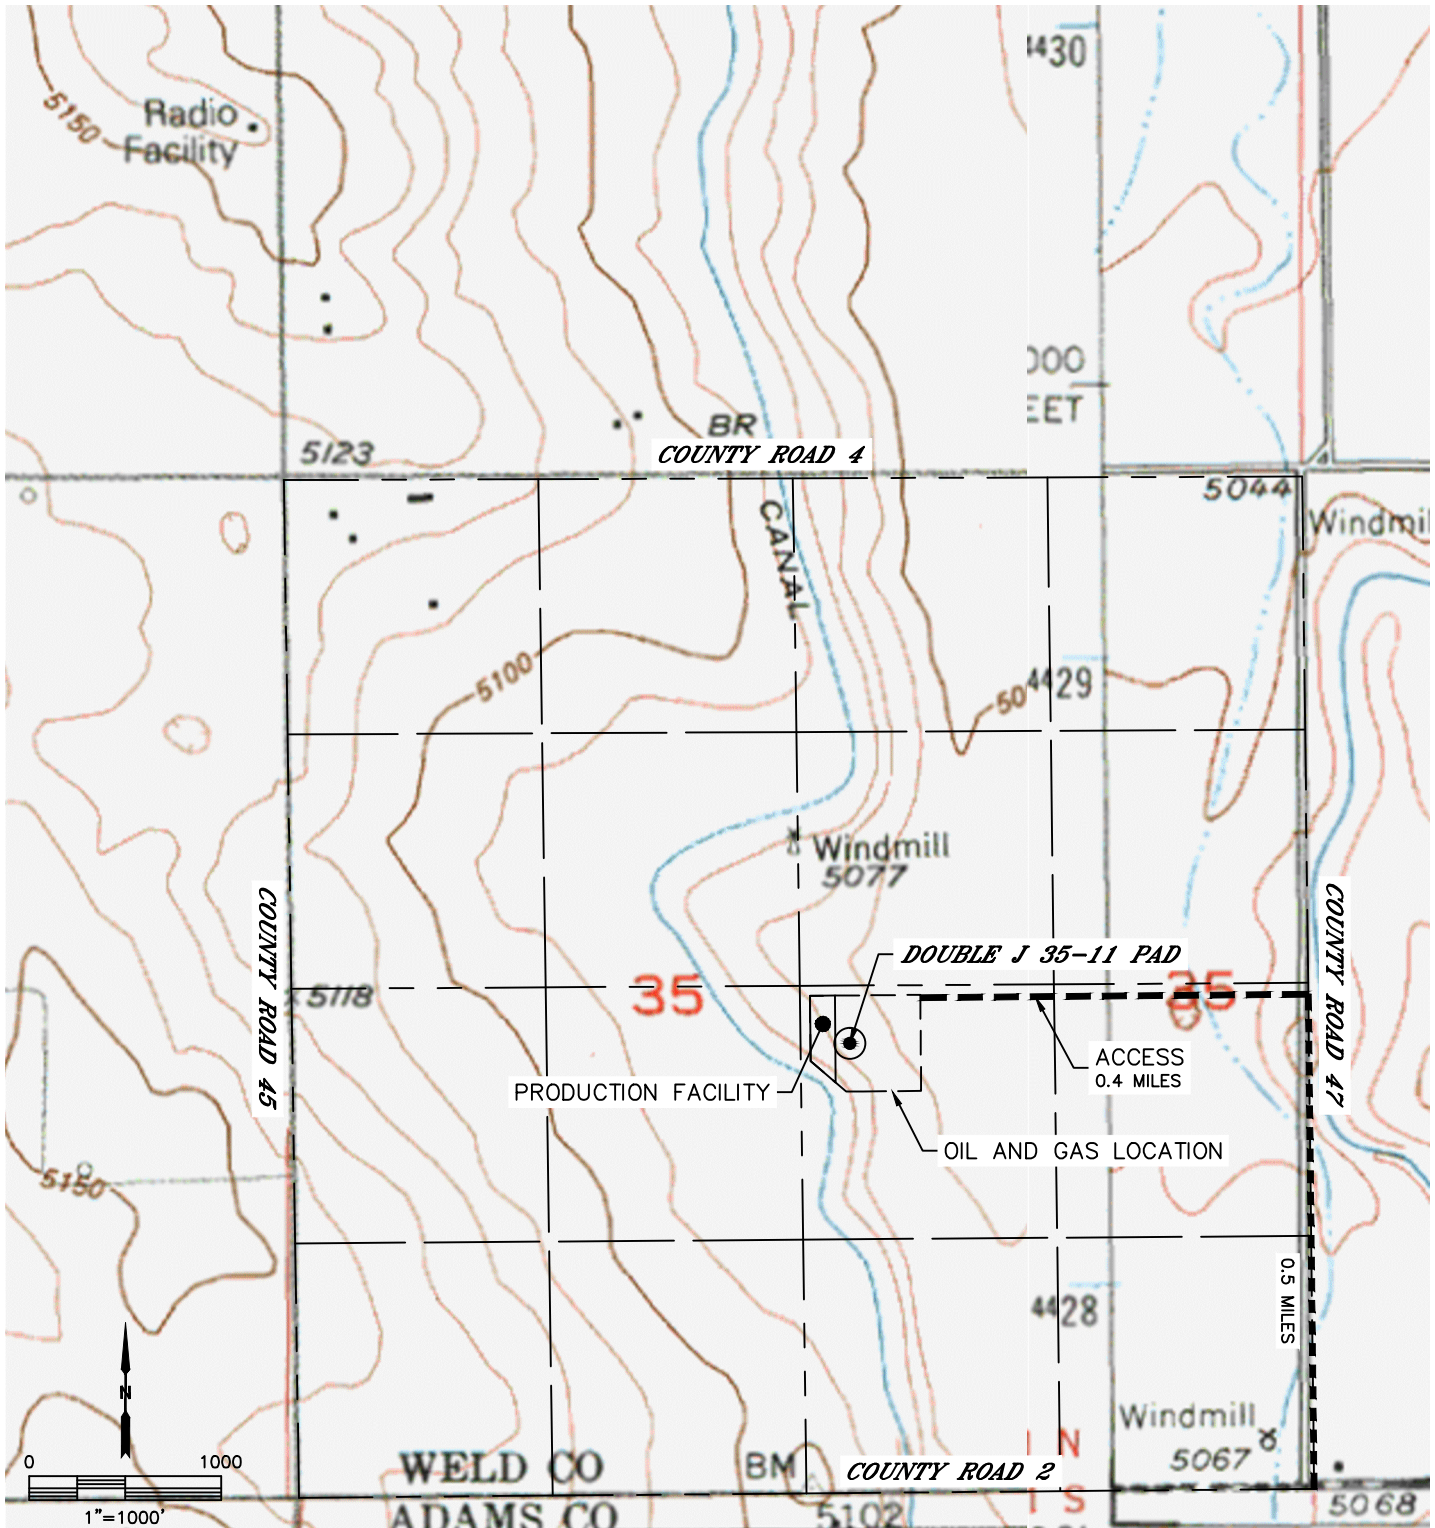 4430
5150
Radio
Facility
000
EET
BR
5123
COUNTY ROAD 4
5044
Windmil
CANAL
5100
50
4429
Windmill
5077
COUNTY ROAD 45
COUNTY ROAD 47
DOUBLE J 35-11 PAD
5118
35
35
ACCESS
0.4 MILES
PRODUCTION FACILITY
OIL AND GAS LOCATION
5150
0.5 MILES
4428
N
Windmill
5067
N
0 1000
1"=1000'
WELD CO
BM
COUNTY ROAD 2
S
ADAMS CO
5102
5068